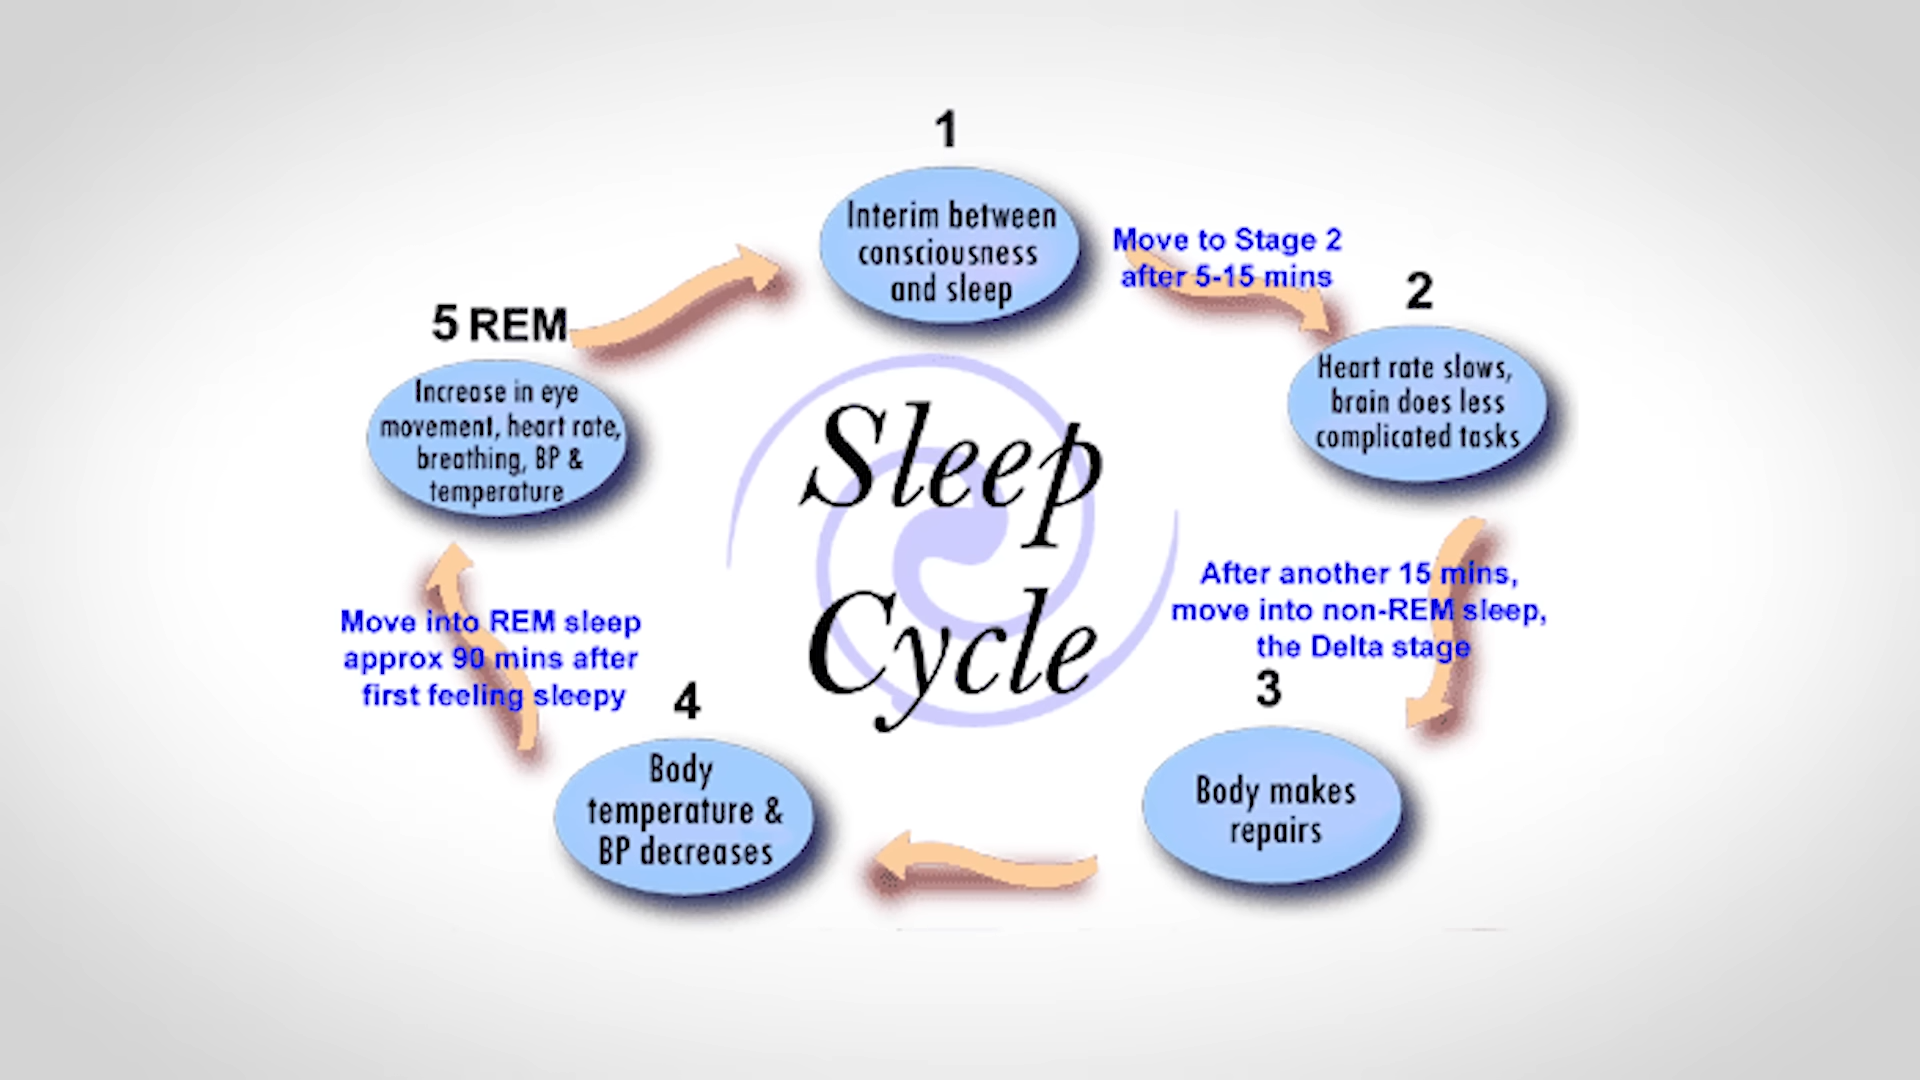 1
Interim between
consciousness
and sleep
Move to Stage 2
after 5-15 mins
2
Heart rate slows,
brain does less
complicated tasks
After another 15 mins,
move into non-REM sleep,
the Delta stage
3
Body makes
repairs
4
Body
temperature &
BP decreases
Move into REM sleep
approx 90 mins after
first feeling sleepy
5 REM
Increase in eye
movement, heart rate,
breathing, BP &
temperature
Sleep
Cycle